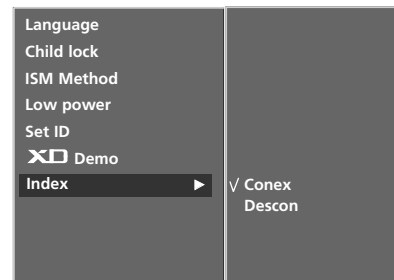 Language
Child lock
ISM Method
Low power
Set ID
XD Demo
Index ► √ Conex
Descon